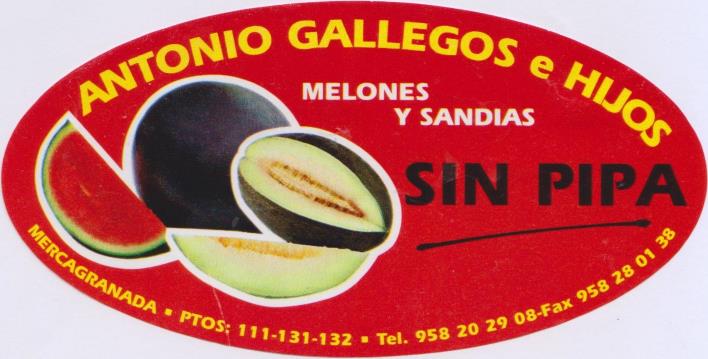 ANTONIO GALLEGOS e HIJOS
MELONES
Y SANDIAS
SIN PIPA
MERCAGRANADA ▪ PTOS: 111-131-132 ▪ Tel. 958 20 29 08-Fax 958 28 01 38